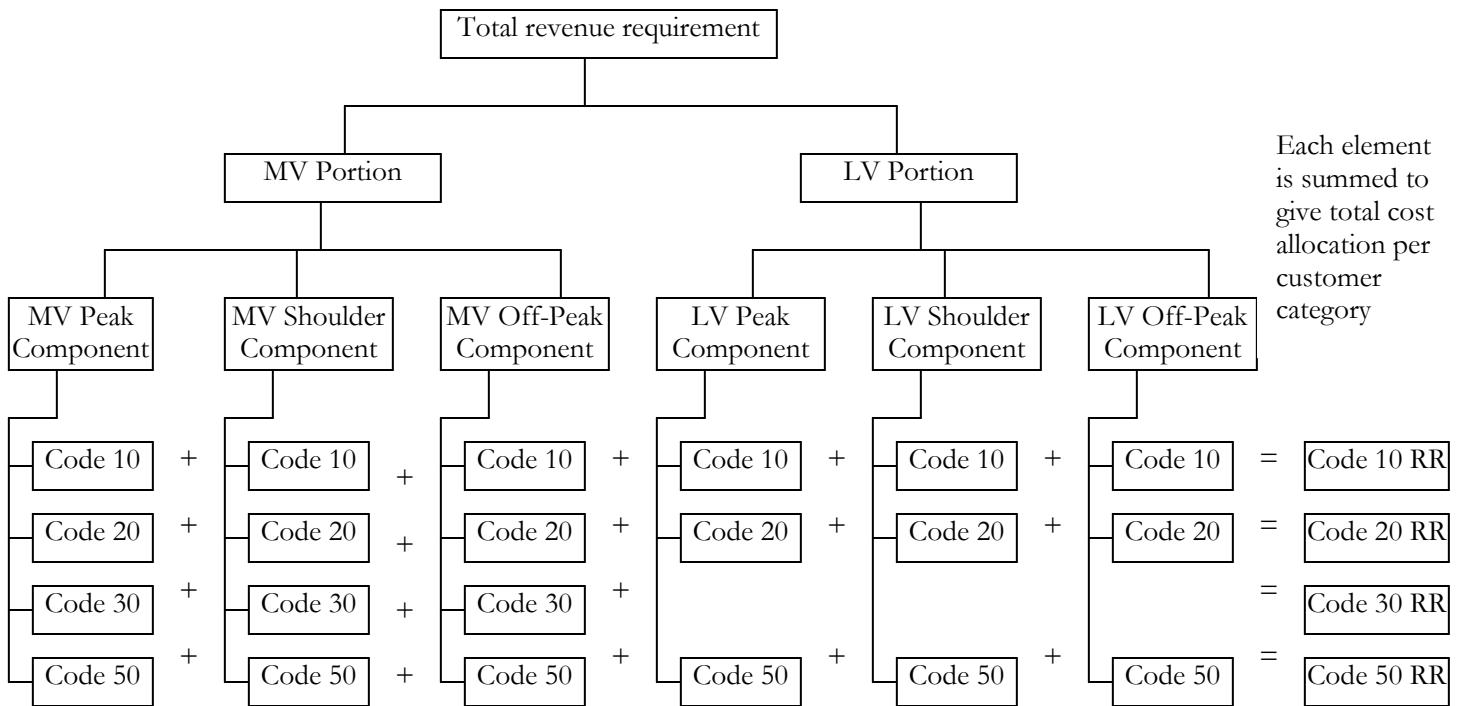 Total revenue requirement
MV Portion
LV Portion
Each element
is summed to
give total cost
allocation per
customer
category
MV Peak
Component
MV Shoulder
Component
MV Off-Peak
Component
LV Peak
Component
LV Shoulder
Component
LV Off-Peak
Component
Code 10 + Code 10 + Code 10 + Code 10 + Code 10 + Code 10 = Code 10 RR
Code 20 + Code 20 + Code 20 + Code 20 + Code 20 + Code 20 = Code 20 RR
Code 30 + Code 30 + Code 30 + = Code 30 RR
Code 50 + Code 50 + Code 50 + Code 50 + Code 50 + Code 50 = Code 50 RR